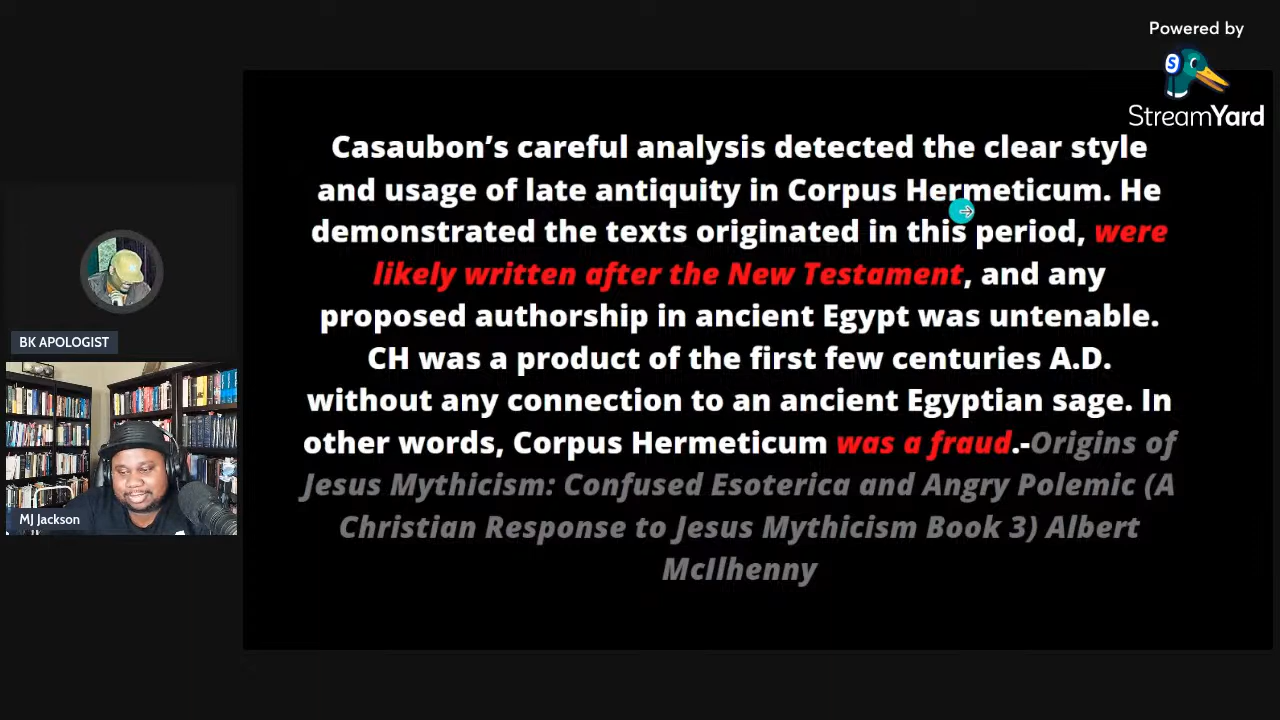 Powered by
StreamYard
Casaubon’s careful analysis detected the clear style
and usage of late antiquity in Corpus Hermeticum. He
demonstrated the texts originated in this period, were
likely written after the New Testament, and any
proposed authorship in ancient Egypt was untenable.
CH was a product of the first few centuries A.D.
without any connection to an ancient Egyptian sage. In
other words, Corpus Hermeticum was a fraud.-Origins of
Jesus Mythicism: Confused Esoterica and Angry Polemic (A
Christian Response to Jesus Mythicism Book 3) Albert
McIlhenny
BK APOLOGIST
MJ Jackson